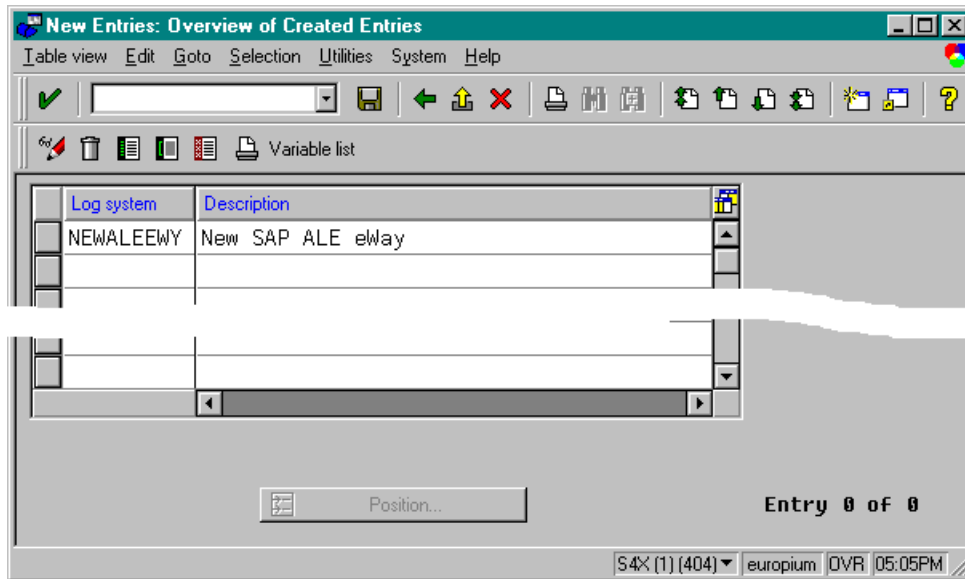 New Entries: Overview of Created Entries
Table view Edit Goto Selection Utilities System Help
Variable list
Log system Description
NEWALEEWY New SAP ALE eWay
Position...
Entry 0 of 0
S4X (1) (404) europium OVR 05:05PM